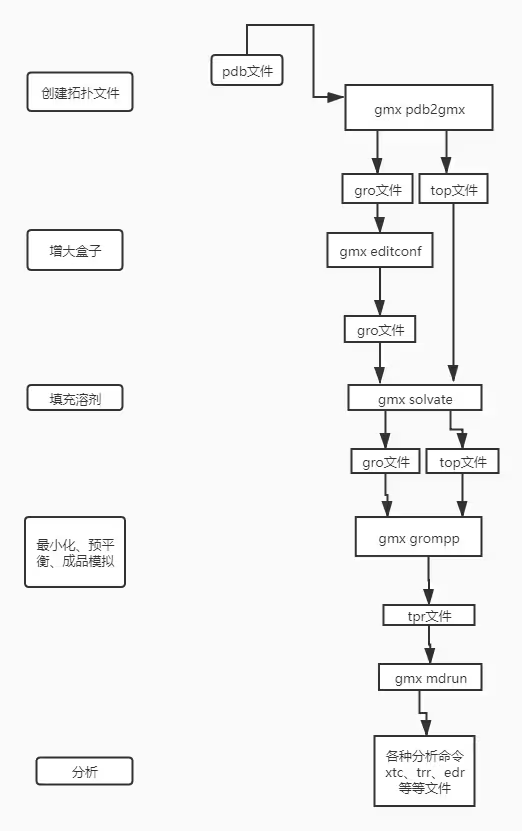 pdb文件
创建拓扑文件
gmx pdb2gmx
gro文件
top文件
增大盒子
gmx editconf
gro文件
填充溶剂
gmx solvate
gro文件
top文件
最小化、预平
衡、成品模拟
gmx grompp
tpr文件
gmx mdrun
分析
各种分析命令
xtc、trr、edr
等等文件